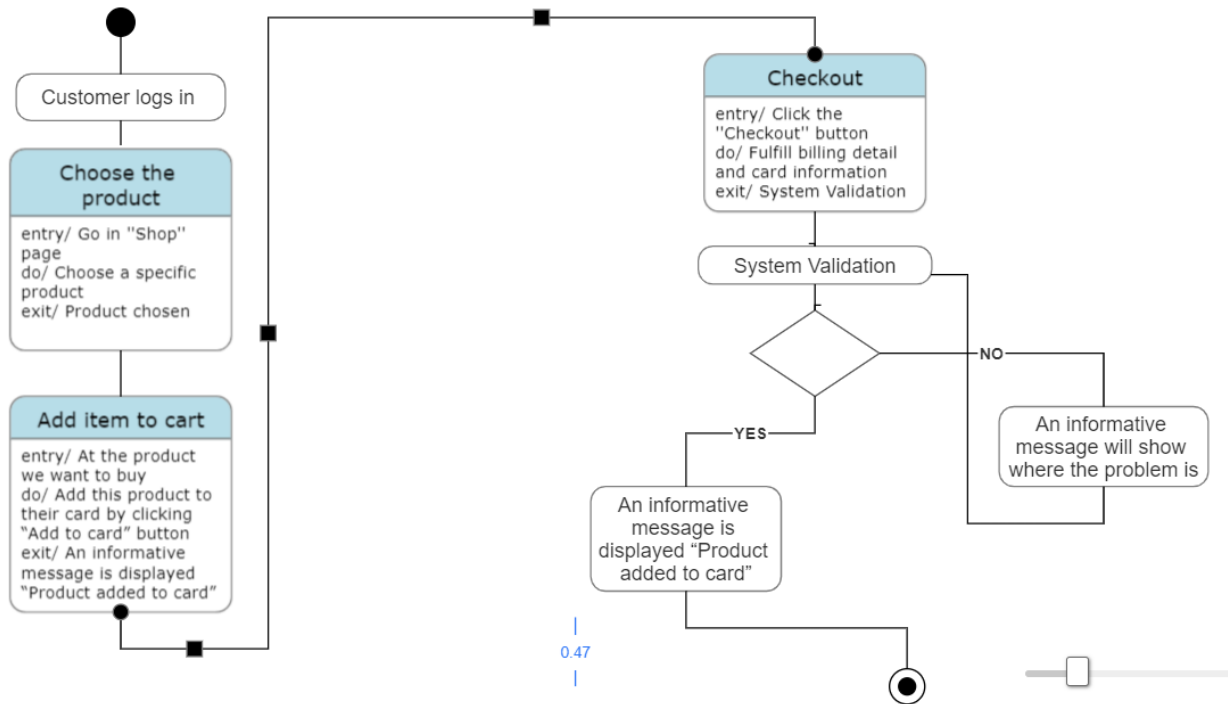 Customer logs in
Choose the
product
entry/ Go in "Shop"
page
do/ Choose a specific
product
exit/ Product chosen
Add item to cart
entry/ At the product
we want to buy
do/ Add this product to
their card by clicking
“Add to card” button
exit/ An informative
message is displayed
“Product added to card”
Checkout
entry/ Click the
"Checkout" button
do/ Fulfill billing detail
and card information
exit/ System Validation
System Validation
NO
An informative
message will show
where the problem is
YES
An informative
message is
displayed “Product
added to card”
0.47